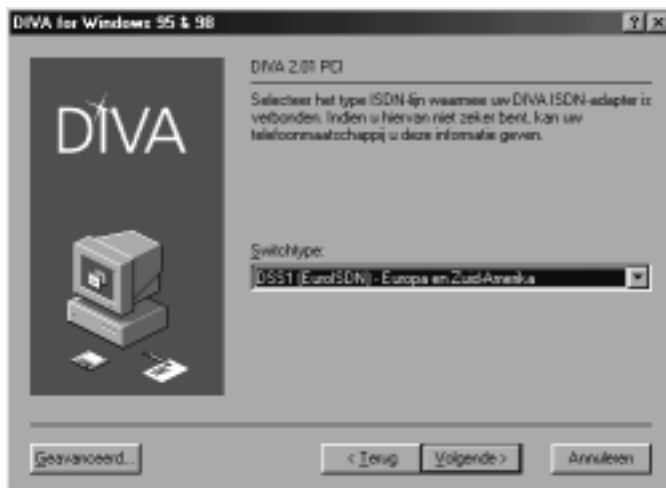 DIVA for Windows 95 & 98
DIVA
DIVA 2.01 PCI
Selecteer het type ISDN-lijn waarmee uw DIVA ISDN-adapter is
verbonden. Indien u hiervan niet zeker bent, kan uw
telefoonmaatschappij u deze informatie geven.
Switchtype:
DSS1 (EuroISDN) - Europa en Zuid-Amerika
Geavanceerd...
< Terug
Volgende >
Annuleren